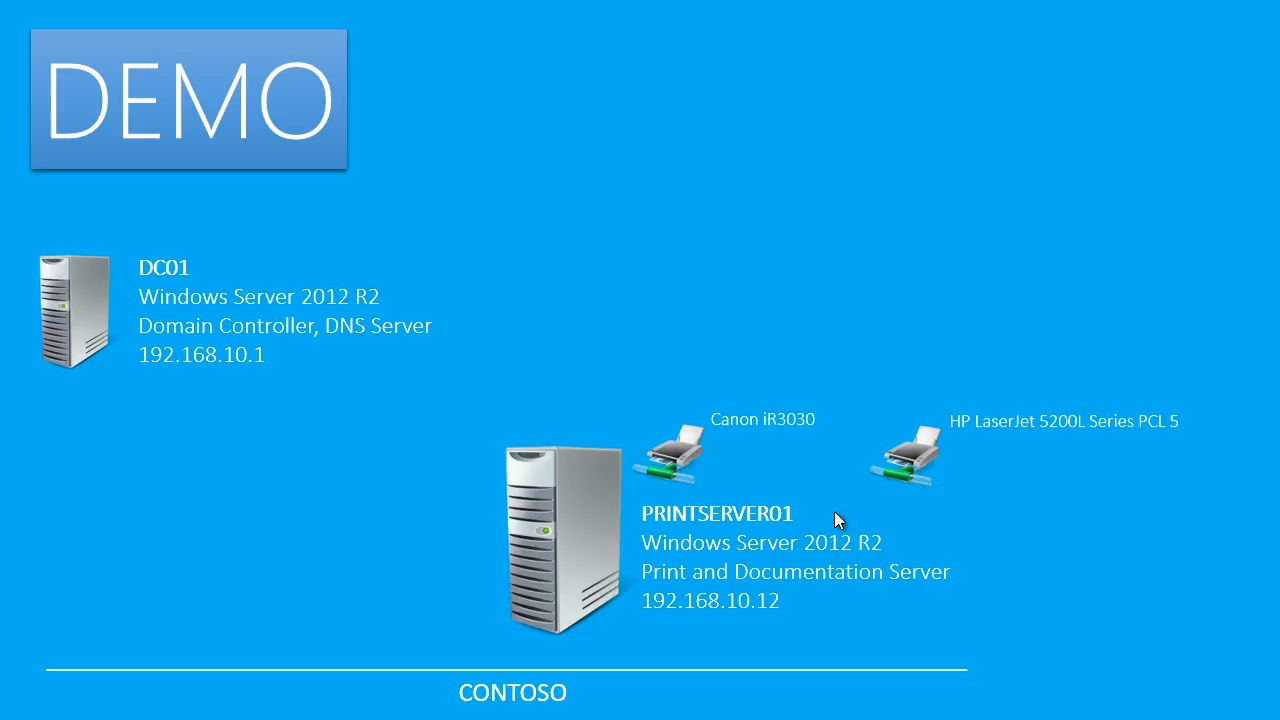 DEMO
DC01
Windows Server 2012 R2
Domain Controller, DNS Server
192.168.10.1
Canon iR3030
HP LaserJet 5200L Series PCL 5
PRINTSERVER01
Windows Server 2012 R2
Print and Documentation Server
192.168.10.12
CONTOSO